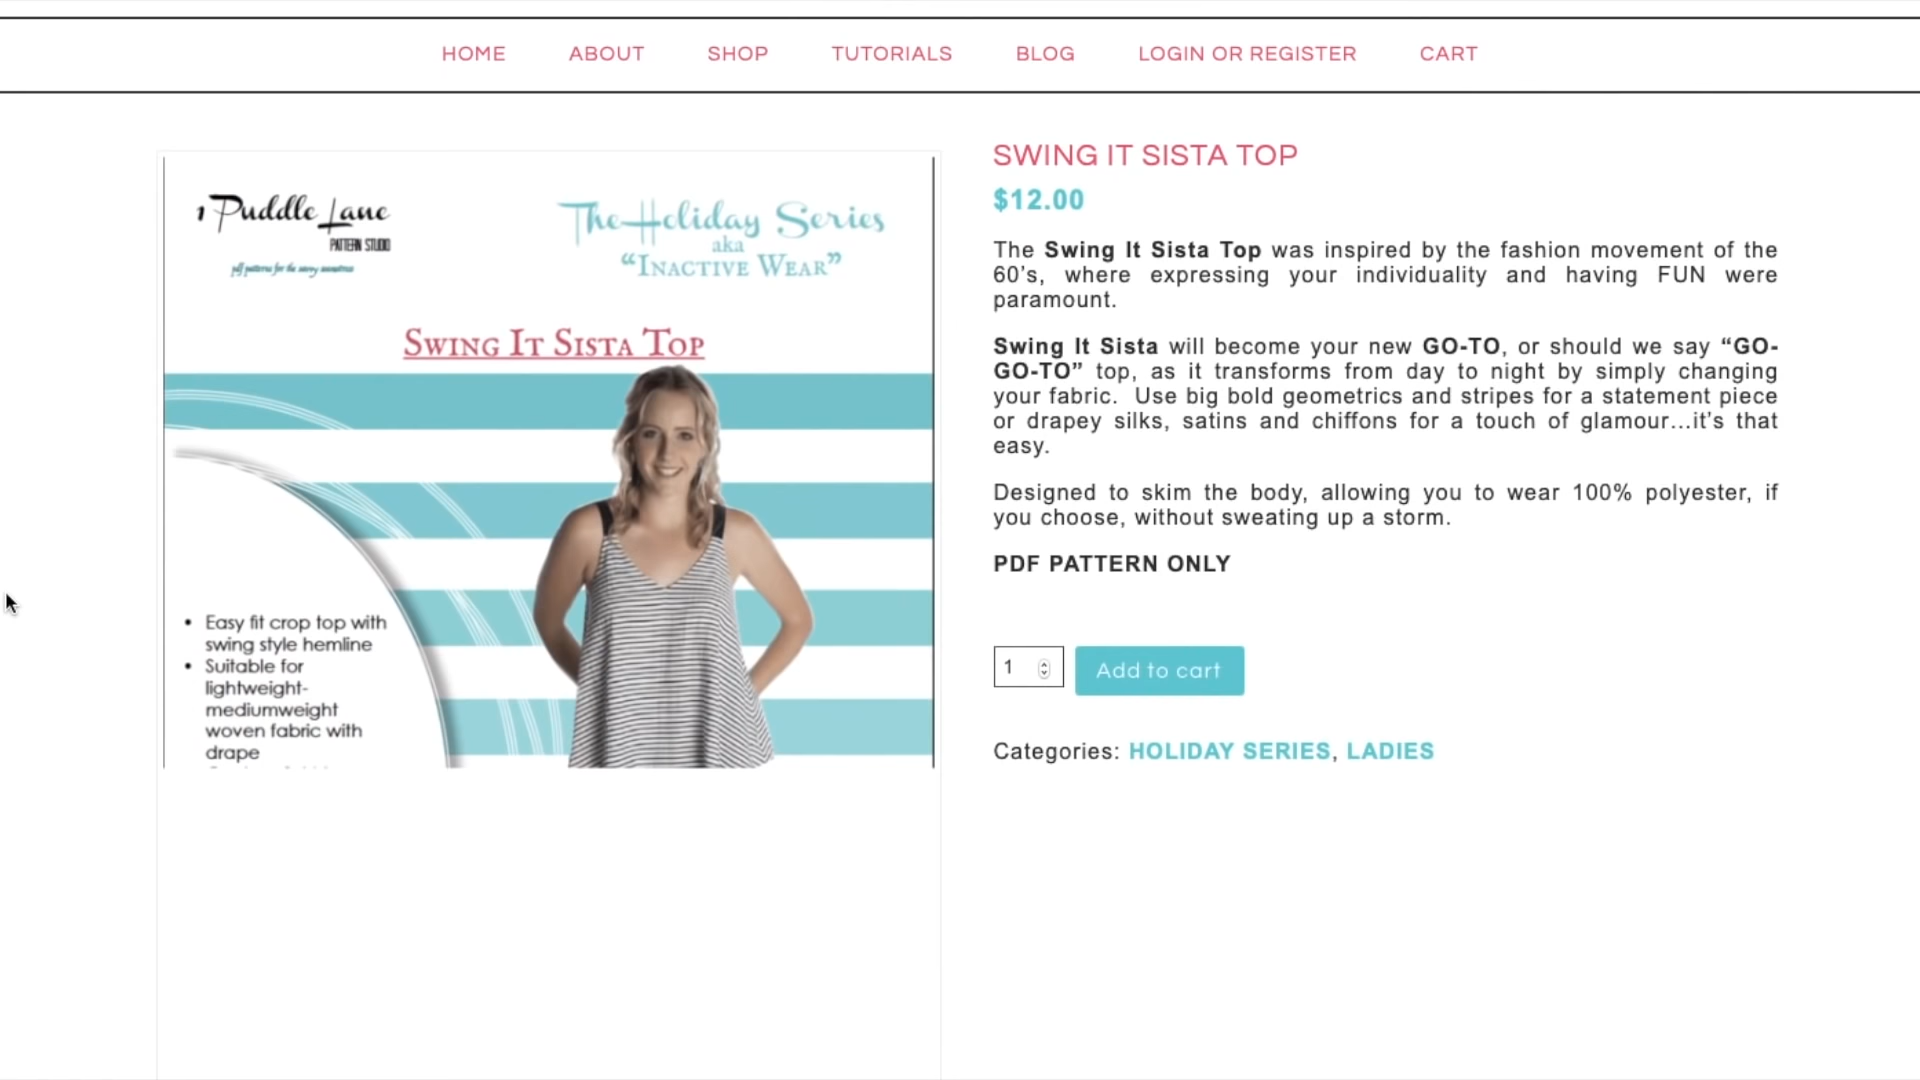 HOME ABOUT SHOP TUTORIALS BLOG LOGIN OR REGISTER CART
1 Puddle Lane
PATTERN STUDIO
pdf patterns for the savvy seamstress
The Holiday Series
aka
“INACTIVE WEAR”
SWING IT SISTA TOP
• Easy fit crop top with
swing style hemline
• Suitable for
lightweight-
mediumweight
woven fabric with
drape
SWING IT SISTA TOP
$12.00
The Swing It Sista Top was inspired by the fashion movement of the
60’s, where expressing your individuality and having FUN were
paramount.
Swing It Sista will become your new GO-TO, or should we say “GO-
GO-TO” top, as it transforms from day to night by simply changing
your fabric. Use big bold geometrics and stripes for a statement piece
or drapey silks, satins and chiffons for a touch of glamour...it’s that
easy.
Designed to skim the body, allowing you to wear 100% polyester, if
you choose, without sweating up a storm.
PDF PATTERN ONLY
1
Add to cart
Categories: HOLIDAY SERIES, LADIES